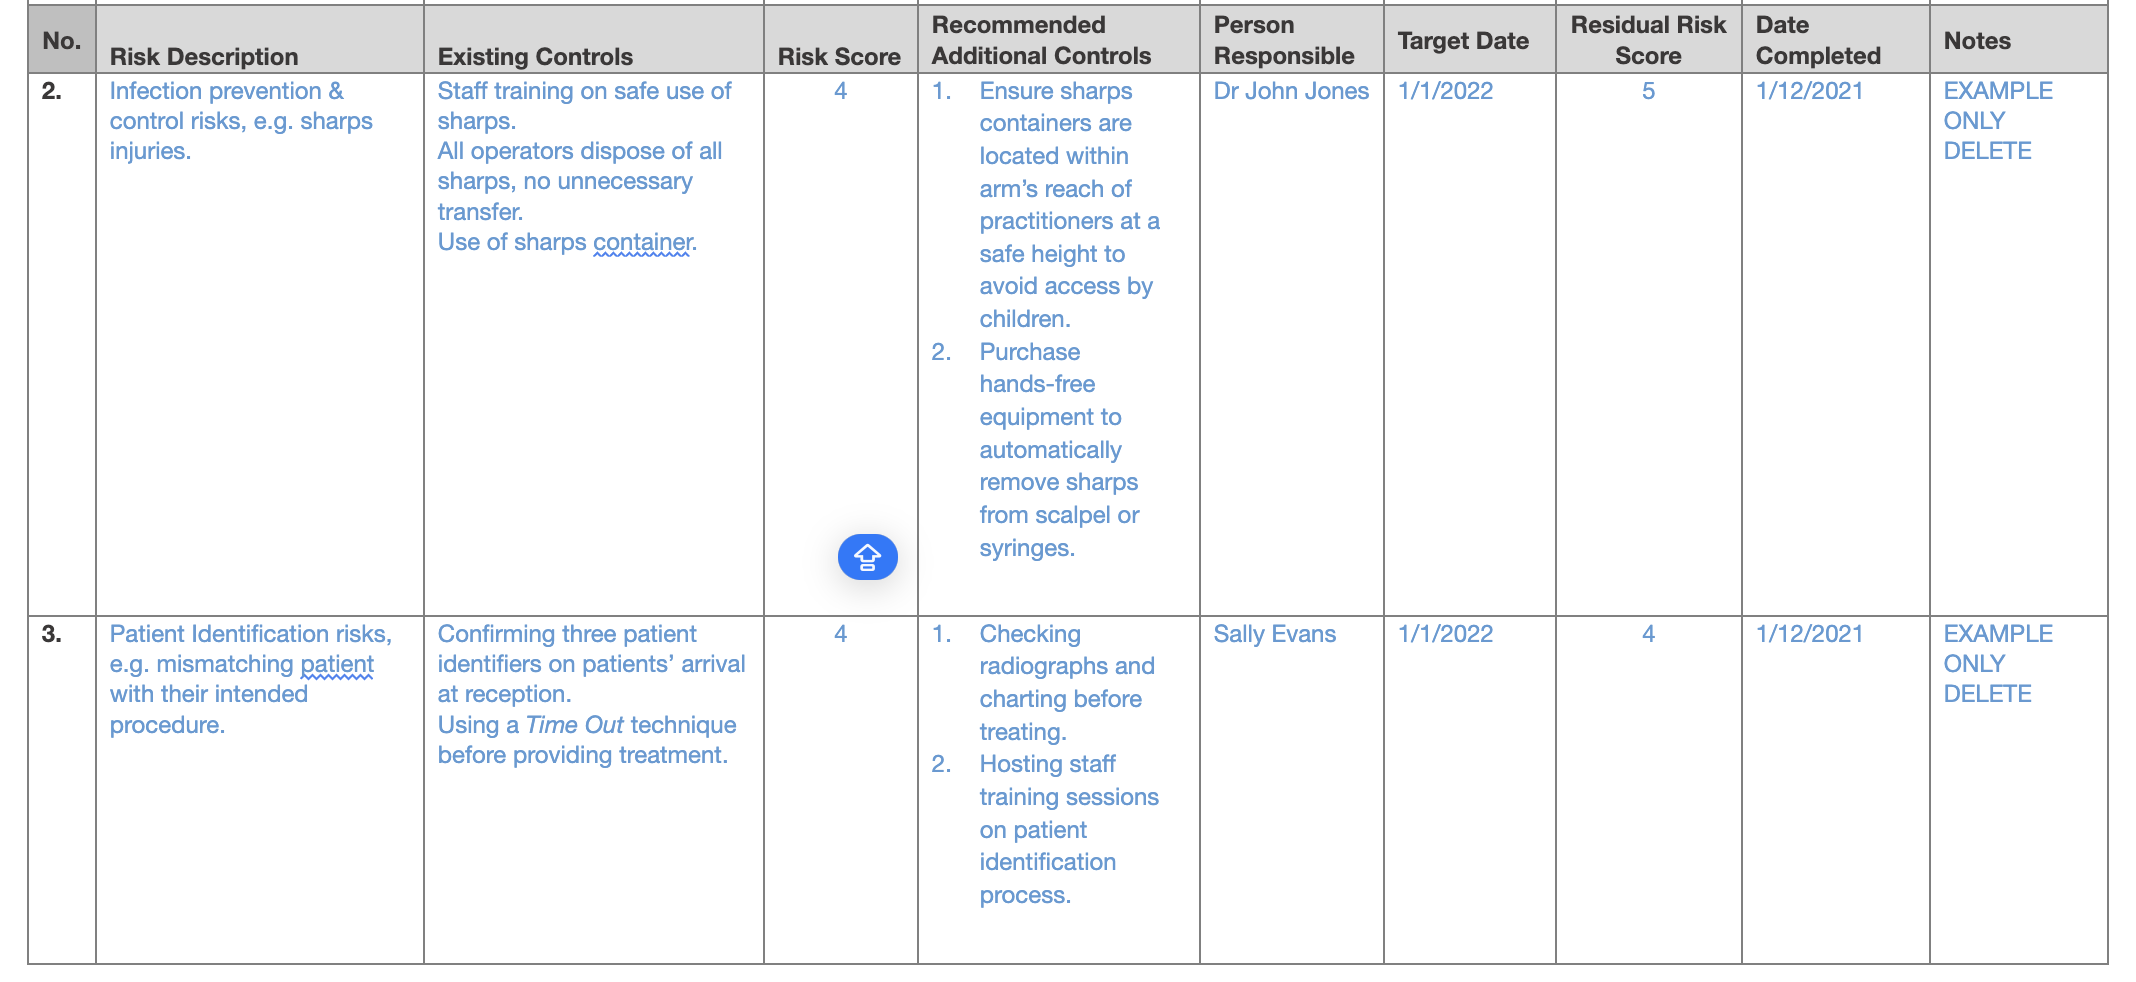 No.
Risk Description
Existing Controls
Risk Score
Recommended
Additional Controls
Person
Responsible
Target Date
Residual Risk
Score
Date
Completed
Notes
2.
Infection prevention &
control risks, e.g. sharps
injuries.
Staff training on safe use of
sharps.
All operators dispose of all
sharps, no unnecessary
transfer.
Use of sharps container.
4
1. Ensure sharps
containers are
located within
arm’s reach of
practitioners at a
safe height to
avoid access by
children.
2. Purchase
hands-free
equipment to
automatically
remove sharps
from scalpel or
syringes.
Dr John Jones
1/1/2022
5
1/12/2021
EXAMPLE
ONLY
DELETE
3.
Patient Identification risks,
e.g. mismatching patient
with their intended
procedure.
Confirming three patient
identifiers on patients’ arrival
at reception.
Using a Time Out technique
before providing treatment.
4
1. Checking
radiographs and
charting before
treating.
2. Hosting staff
training sessions
on patient
identification
process.
Sally Evans
1/1/2022
4
1/12/2021
EXAMPLE
ONLY
DELETE